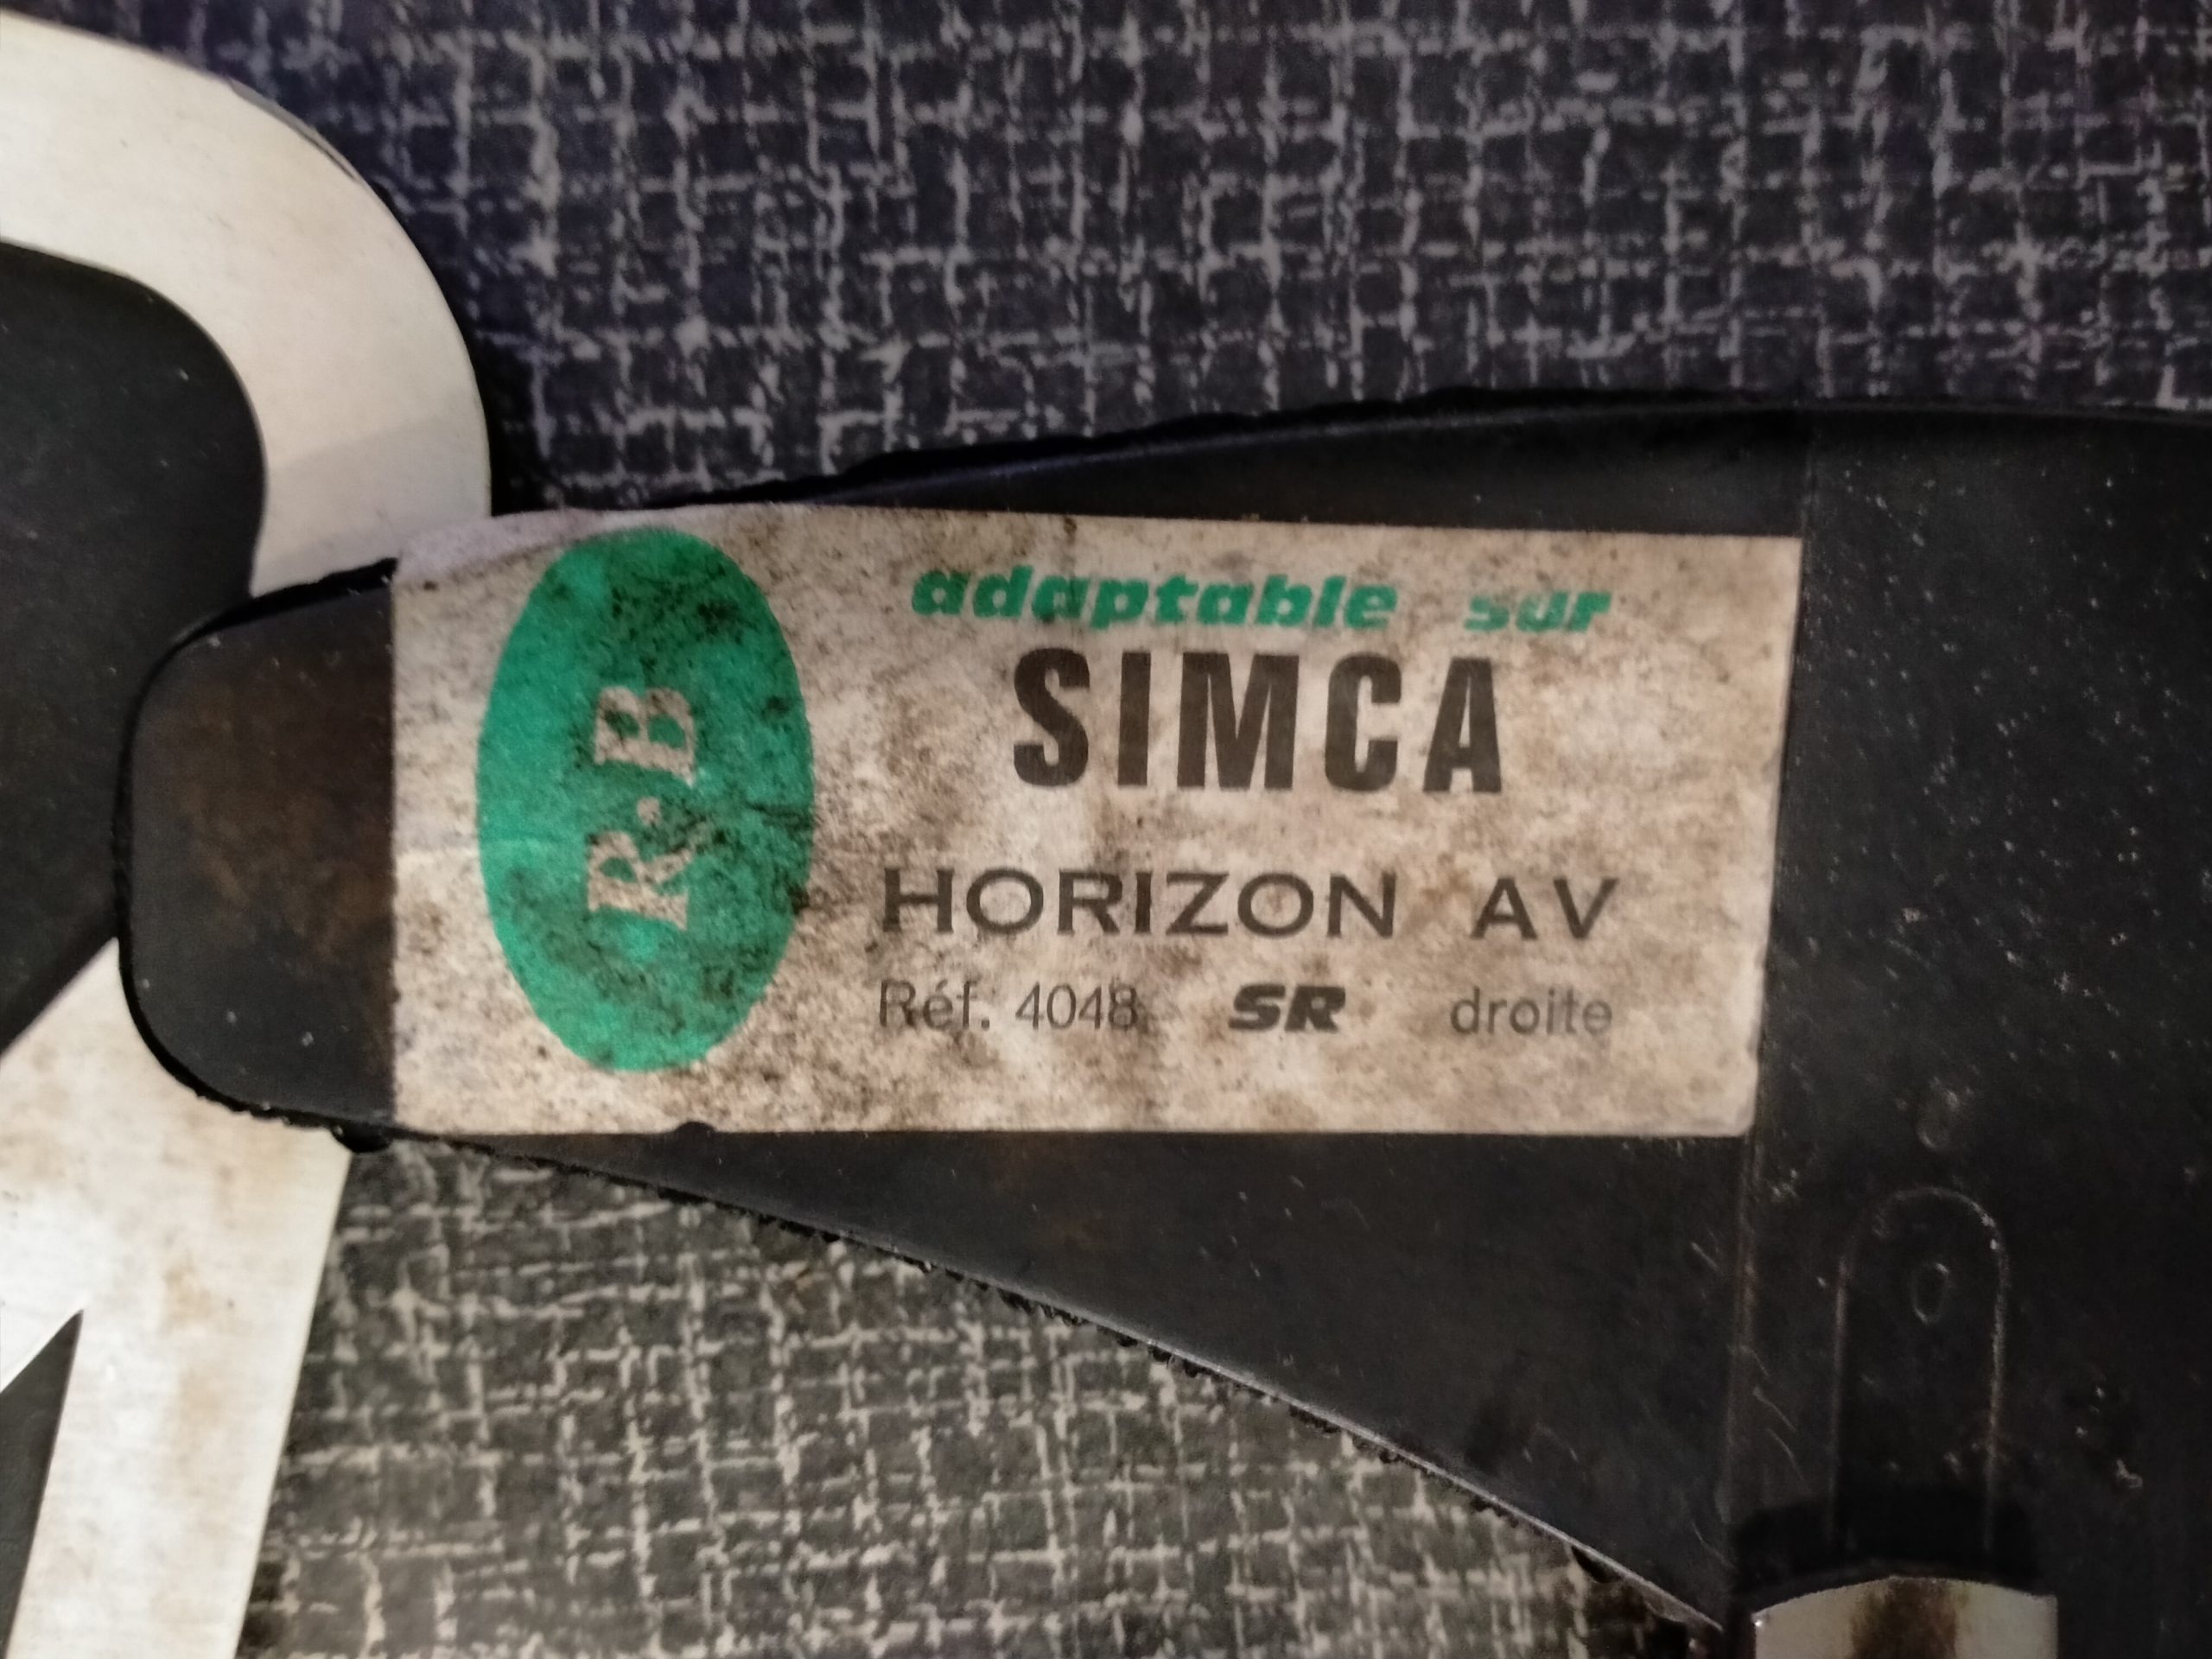 R.B
adaptable sur
SIMCA
HORIZON AV
Réf. 4048 SR droite